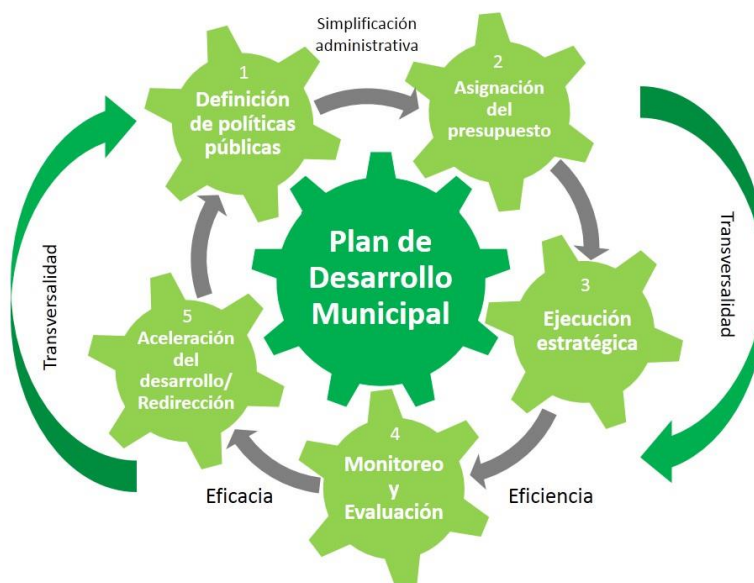 Simplificación
administrativa
1
Definición
de políticas
públicas
2
Asignación
del
presupuesto
Transversalidad
Plan de
Desarrollo
Municipal
Transversalidad
3
Ejecución
estratégica
5
Aceleración
del
desarrollo/
Redirección
4
Monitoreo
y
Evaluación
Eficacia
Eficiencia